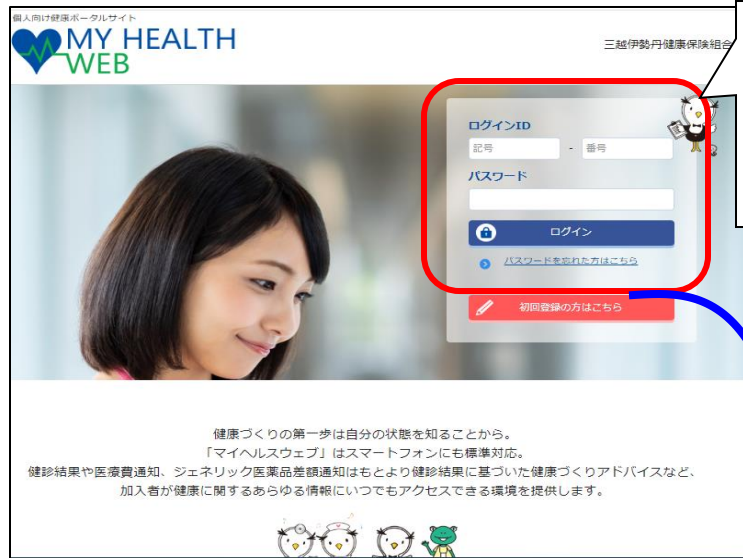 個人向け健康ポータルサイト
MY HEALTH
WEB
三越伊勢丹健康保険組合
ログインID
記号 - 番号
パスワード
ログイン
パスワードを忘れた方はこちら
初回登録の方はこちら
健康づくりの第一歩は自分の状態を知ることから。
「マイヘルスウェブ」はスマートフォンにも標準対応。
健診結果や医療費通知、ジェネリック医薬品差額通知はもとより健診結果に基づいた健康づくりアドバイスなど、
加入者が健康に関するあらゆる情報にいつでもアクセスできる環境を提供します。